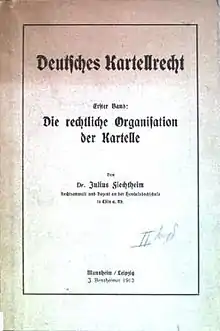 Deutsches Kartellrecht
Erster Band:
Die rechtliche Organisation
der Kartelle
Von
Dr. Julius Flechtheim
Rechtsanwalt und Dozent an der Handelshochschule
in Cöln a. Rh.
Mannheim / Leipzig
J. Bensheimer 1912